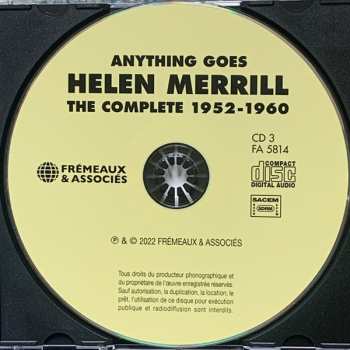 ANYTHING GOES
HELEN MERRILL
THE COMPLETE 1952-1960
CD 3
FA 5814
FRÉMEAUX
& ASSOCIÉS
COMPACT
disc
DIGITAL AUDIO
SACEM
SDRM
℗ & © 2022 FRÉMEAUX & ASSOCIÉS
Tous droits du producteur phonographique et
du propriétaire de l'œuvre enregistrée réservés.
Sauf autorisation, la duplication, la location, le
prêt, l'utilisation de ce disque pour exécution
publique et radiodiffusion sont interdits.